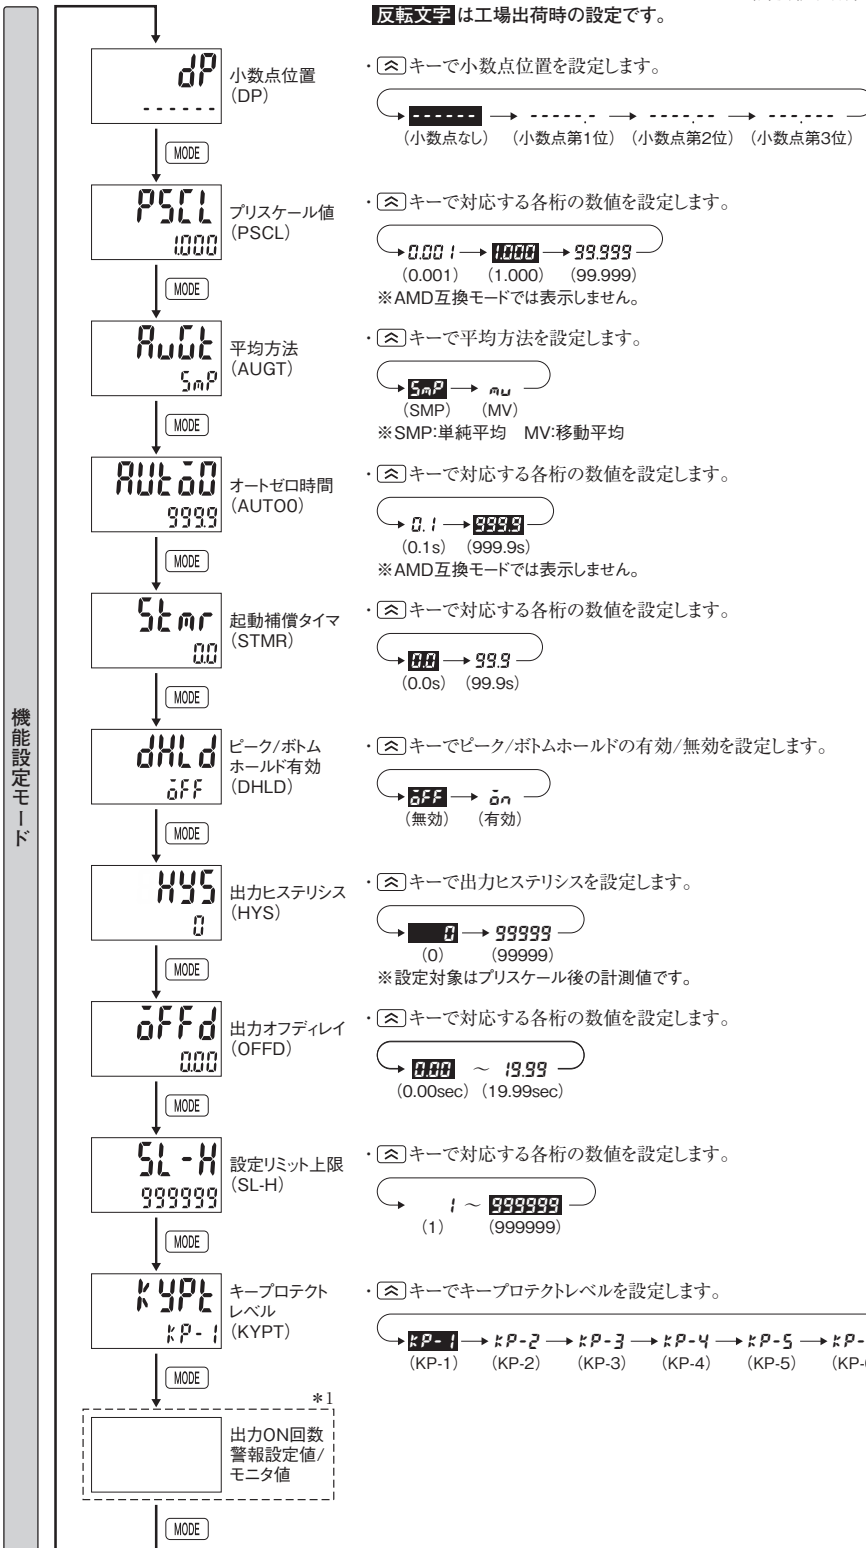 反転文字は工場出荷時の設定です。
dP
------
小数点位置
(DP)
・キーで小数点位置を設定します。
------ → -----.- → ----.-- → ---.---
(小数点なし) (小数点第1位) (小数点第2位) (小数点第3位)
MODE
PSCL
1.000
プリスケール値
(PSCL)
・キーで対応する各桁の数値を設定します。
0.001 → 1.000 → 99.999
(0.001) (1.000) (99.999)
※AMD互換モードでは表示しません。
MODE
AuGt
SmP
平均方法
(AUGT)
・キーで平均方法を設定します。
SmP → mu
(SMP) (MV)
※SMP:単純平均 MV:移動平均
MODE
AUto0
999.9
オートゼロ時間
(AUTO0)
・キーで対応する各桁の数値を設定します。
0.1 → 999.9
(0.1s) (999.9s)
※AMD互換モードでは表示しません。
MODE
Stmr
0.0
起動補償タイマ
(STMR)
・キーで対応する各桁の数値を設定します。
0.0 → 99.9
(0.0s) (99.9s)
MODE
dHLd
oFF
ピーク/ボトム
ホールド有効
(DHLD)
・キーでピーク/ボトムホールドの有効/無効を設定します。
oFF → on
(無効) (有効)
MODE
HYS
0
出力ヒステリシス
(HYS)
・キーで出力ヒステリシスを設定します。
0 → 99999
(0) (99999)
※設定対象はプリスケール後の計測値です。
MODE
oFFd
0.00
出力オフディレイ
(OFFD)
・キーで対応する各桁の数値を設定します。
0.00 ～ 19.99
(0.00sec) (19.99sec)
MODE
SL-H
999999
設定リミット上限
(SL-H)
・キーで対応する各桁の数値を設定します。
1 ～ 999999
(1) (999999)
MODE
KYPt
KP-1
キープロテクト
レベル
(KYPT)
・キーでキープロテクトレベルを設定します。
KP-1 → KP-2 → KP-3 → KP-4 → KP-5 → KP-
(KP-1) (KP-2) (KP-3) (KP-4) (KP-5) (KP-
MODE
*1
出力ON回数
警報設定値/
モニタ値
MODE
機能設定モード